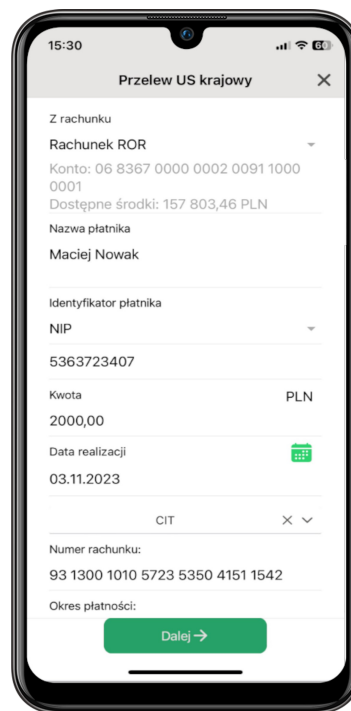 15:30
60
Przelew US krajowy
Z rachunku
Rachunek ROR
Konto: 06 8367 0000 0002 0091 1000
0001
Dostępne środki: 157 803,46 PLN
Nazwa płatnika
Maciej Nowak
Identyfikator płatnika
NIP
5363723407
Kwota PLN
2000,00
Data realizacji
03.11.2023
CIT
Numer rachunku:
93 1300 1010 5723 5350 4151 1542
Okres płatności:
Dalej →